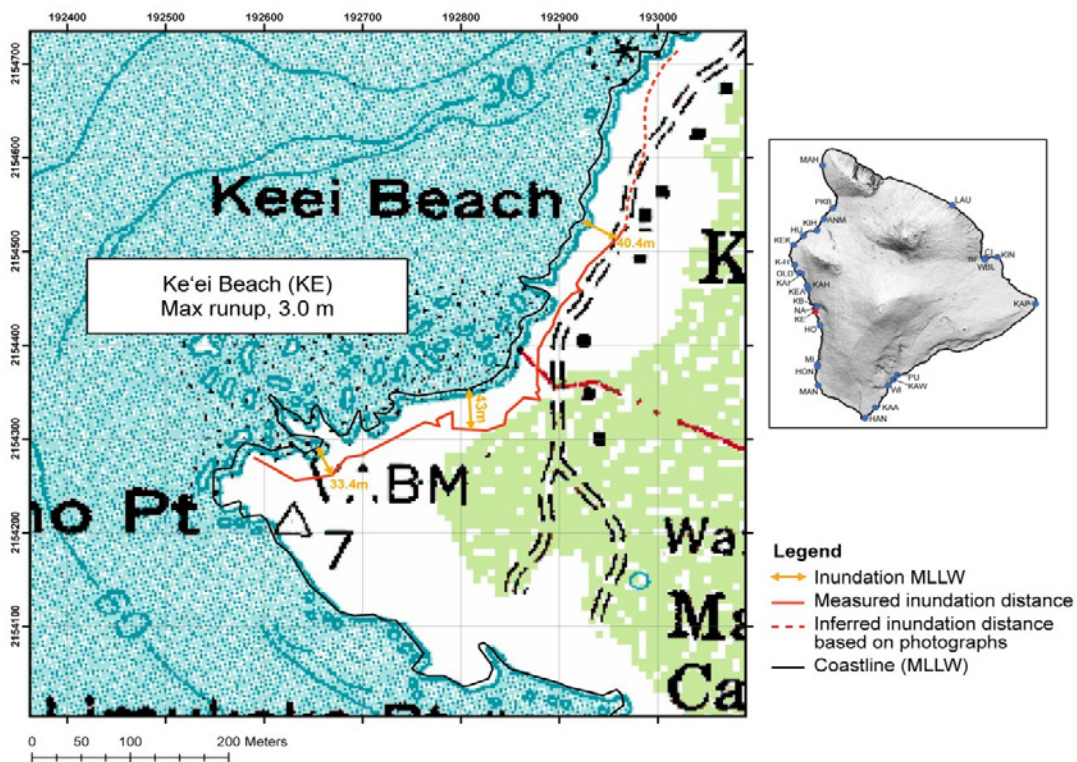 192400 192500 192600 192700 192800 192900 193000
2154700
2154600
2154500
2154400
2154300
2154200
2154100
30
Keei Beach
40.4m
K
Ke‘ei Beach (KE)
Max runup, 3.0 m
43m
33.4m
BM
no Pt
7
Wa
60
Ma
Ca
0 50 100 200 Meters
MAH
PKB
LAU
KIH
ANM
HU
KEK
CI
KIN
BF
WBL
K-H
OLD
KAI
KAH
KEA
KB
KAP
NA
KE
HO
MI
PU
HON
KAW
WI
MAN
KAA
HAN
Legend
Inundation MLLW
Measured inundation distance
Inferred inundation distance
based on photographs
Coastline (MLLW)